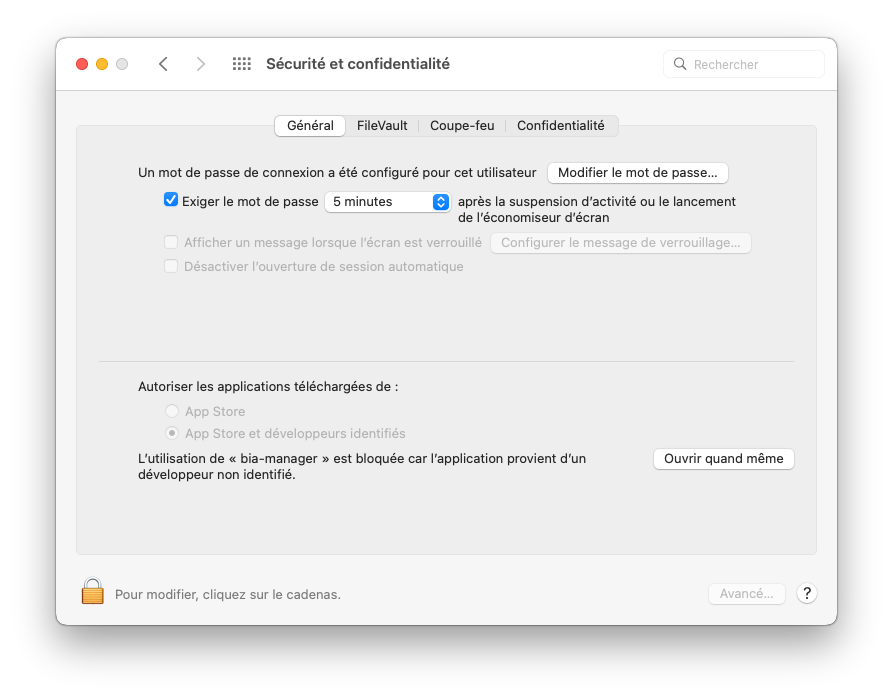 Sécurité et confidentialité
Rechercher
Général
FileVault
Coupe-feu
Confidentialité
Un mot de passe de connexion a été configuré pour cet utilisateur
Modifier le mot de passe...
Exiger le mot de passe
5 minutes
après la suspension d’activité ou le lancement
de l’économiseur d’écran
Afficher un message lorsque l’écran est verrouillé
Configurer le message de verrouillage...
Désactiver l’ouverture de session automatique
Autoriser les applications téléchargées de :
App Store
App Store et développeurs identifiés
L’utilisation de « bia-manager » est bloquée car l’application provient d’un
développeur non identifié.
Ouvrir quand même
Pour modifier, cliquez sur le cadenas.
Avancé...
?